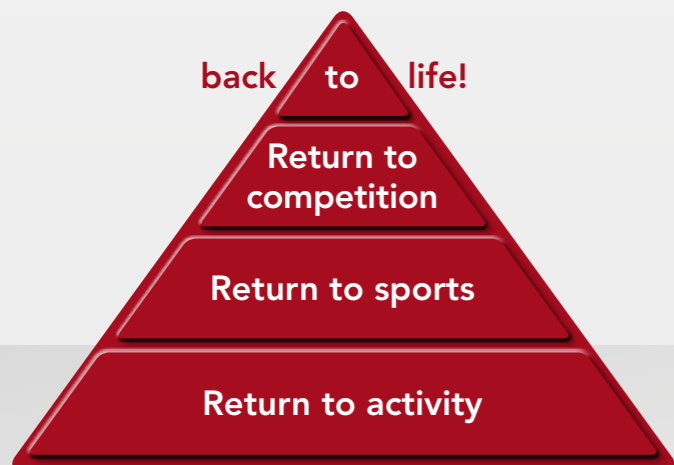 back to life!
Return to
competition
Return to sports
Return to activity